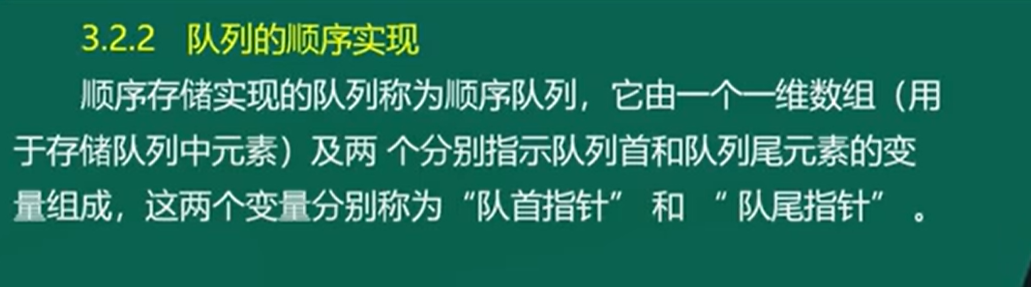 3.2.2 队列的顺序实现
顺序存储实现的队列称为顺序队列，它由一个一维数组（用
于存储队列中元素）及两 个分别指示队列首和队列尾元素的变
量组成，这两个变量分别称为“队首指针” 和 “ 队尾指针” 。